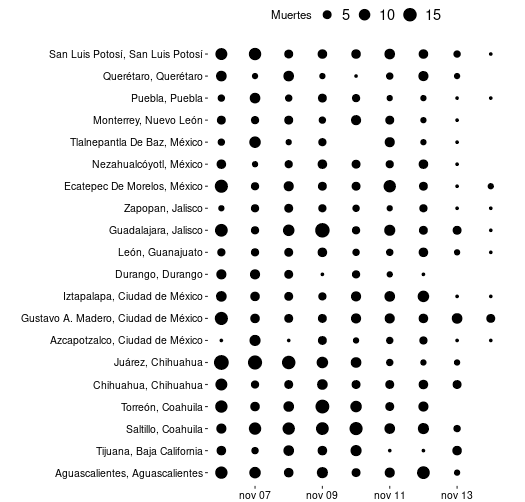 Muertes 5 10 15
San Luis Potosí, San Luis Potosí
Querétaro, Querétaro
Puebla, Puebla
Monterrey, Nuevo León
Tlalnepantla De Baz, México
Nezahualcóyotl, México
Ecatepec De Morelos, México
Zapopan, Jalisco
Guadalajara, Jalisco
León, Guanajuato
Durango, Durango
Iztapalapa, Ciudad de México
Gustavo A. Madero, Ciudad de México
Azcapotzalco, Ciudad de México
Juárez, Chihuahua
Chihuahua, Chihuahua
Torreón, Coahuila
Saltillo, Coahuila
Tijuana, Baja California
Aguascalientes, Aguascalientes
nov 07 nov 09 nov 11 nov 13